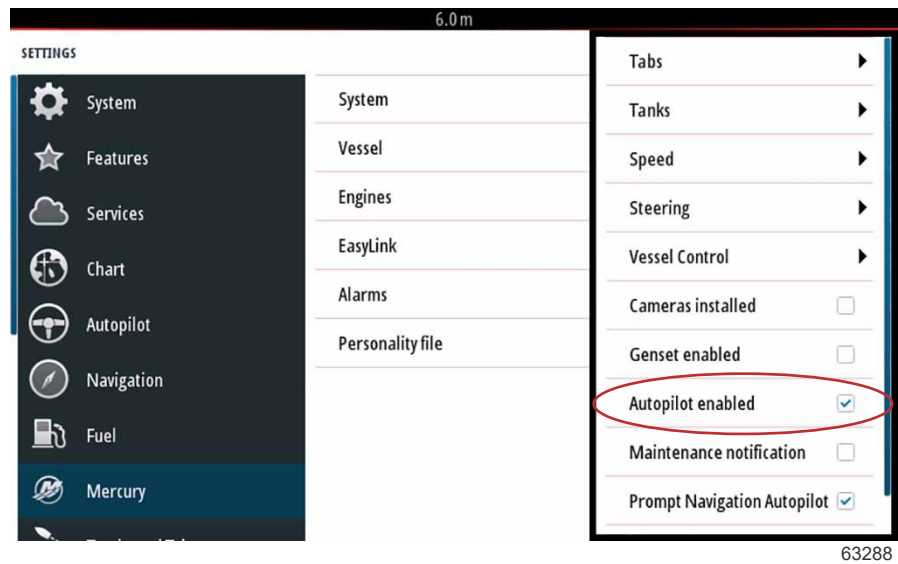 6.0 m
SETTINGS
System
Features
Services
Chart
Autopilot
Navigation
Fuel
Mercury
System
Vessel
Engines
EasyLink
Alarms
Personality file
Tabs
Tanks
Speed
Steering
Vessel Control
Cameras installed
Genset enabled
Autopilot enabled
Maintenance notification
Prompt Navigation Autopilot
63288